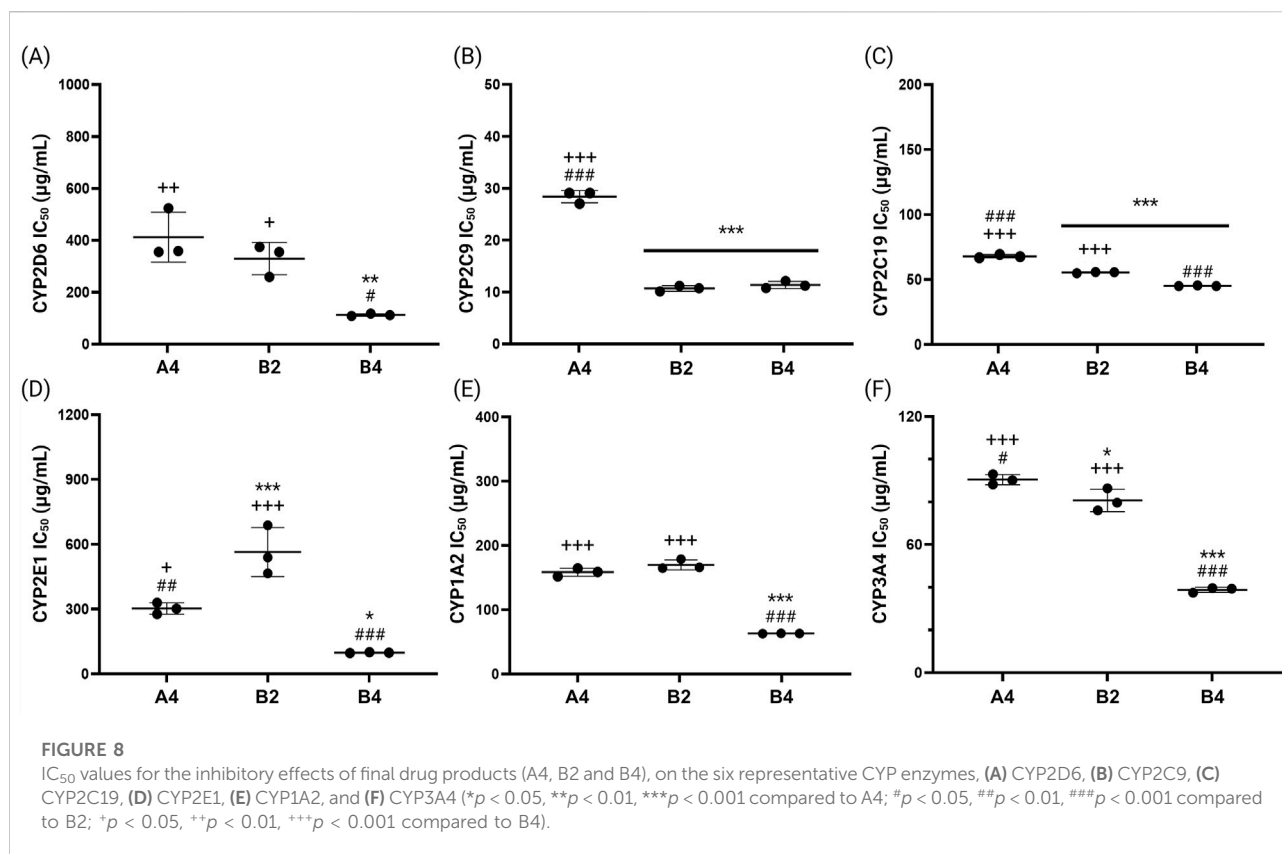 (A)
CYP2D6 IC₅₀ (µg/mL)
1000
800
600
400
200
0
++
+
**
#
A4 B2 B4
(B)
CYP2C9 IC₅₀ (µg/mL)
50
40
30
20
10
0
+++
###
***
A4 B2 B4
(C)
CYP2C19 IC₅₀ (µg/mL)
200
150
100
50
0
###
+++
+++
***
###
A4 B2 B4
(D)
CYP2E1 IC₅₀ (µg/mL)
1200
900
600
300
0
+
##
***
+++
*
###
A4 B2 B4
(E)
CYP1A2 IC₅₀ (µg/mL)
400
300
200
100
0
+++
+++
***
###
A4 B2 B4
(F)
CYP3A4 IC₅₀ (µg/mL)
120
60
0
+++
#
*
+++
***
###
A4 B2 B4
FIGURE 8
IC₅₀ values for the inhibitory effects of final drug products (A4, B2 and B4), on the six representative CYP enzymes, (A) CYP2D6, (B) CYP2C9, (C)
CYP2C19, (D) CYP2E1, (E) CYP1A2, and (F) CYP3A4 (*p < 0.05, **p < 0.01, ***p < 0.001 compared to A4; #p < 0.05, ##p < 0.01, ###p < 0.001 compared
to B2; +p < 0.05, ++p < 0.01, +++p < 0.001 compared to B4).